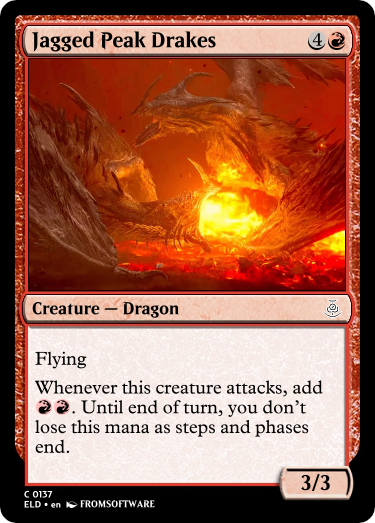 Jagged Peak Drakes 4
Creature — Dragon
Flying
Whenever this creature attacks, add
. Until end of turn, you don't
lose this mana as steps and phases
end.
3/3
C 0137
ELD • en FROMSOFTWARE